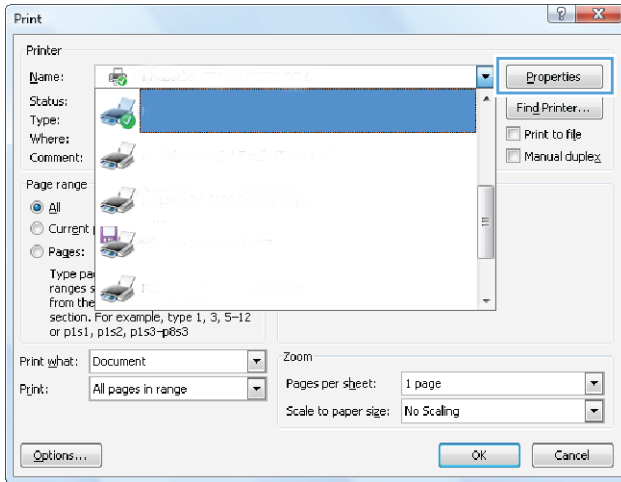 Print
Printer
Name:
Properties
Status:
Find Printer...
Type:
Where:
Print to file
Comment:
Manual duplex
Page range
All
Current
Pages:
Type
ranges
from the
section. For example, type 1, 3, 5–12
or p1s1, p1s2, p1s3–p8s3
Print what: Document
Print: All pages in range
Zoom
Pages per sheet: 1 page
Scale to paper size: No Scaling
Options...
OK
Cancel